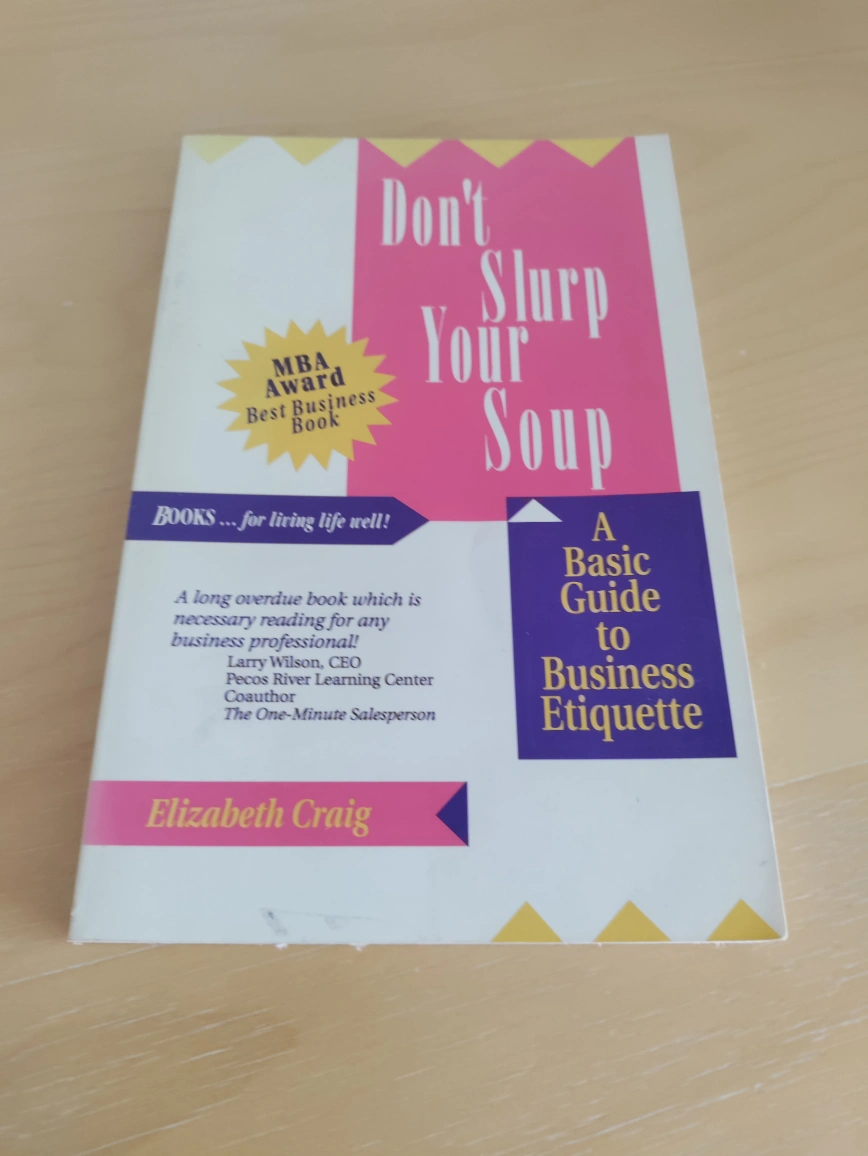 Don't
Slurp
Your
Soup
MBA
Award
Best Business
Book
BOOKS ... for living life well!
A
Basic
Guide
to
Business
Etiquette
A long overdue book which is
necessary reading for any
business professional!
Larry Wilson, CEO
Pecos River Learning Center
Coauthor
The One-Minute Salesperson
Elizabeth Craig